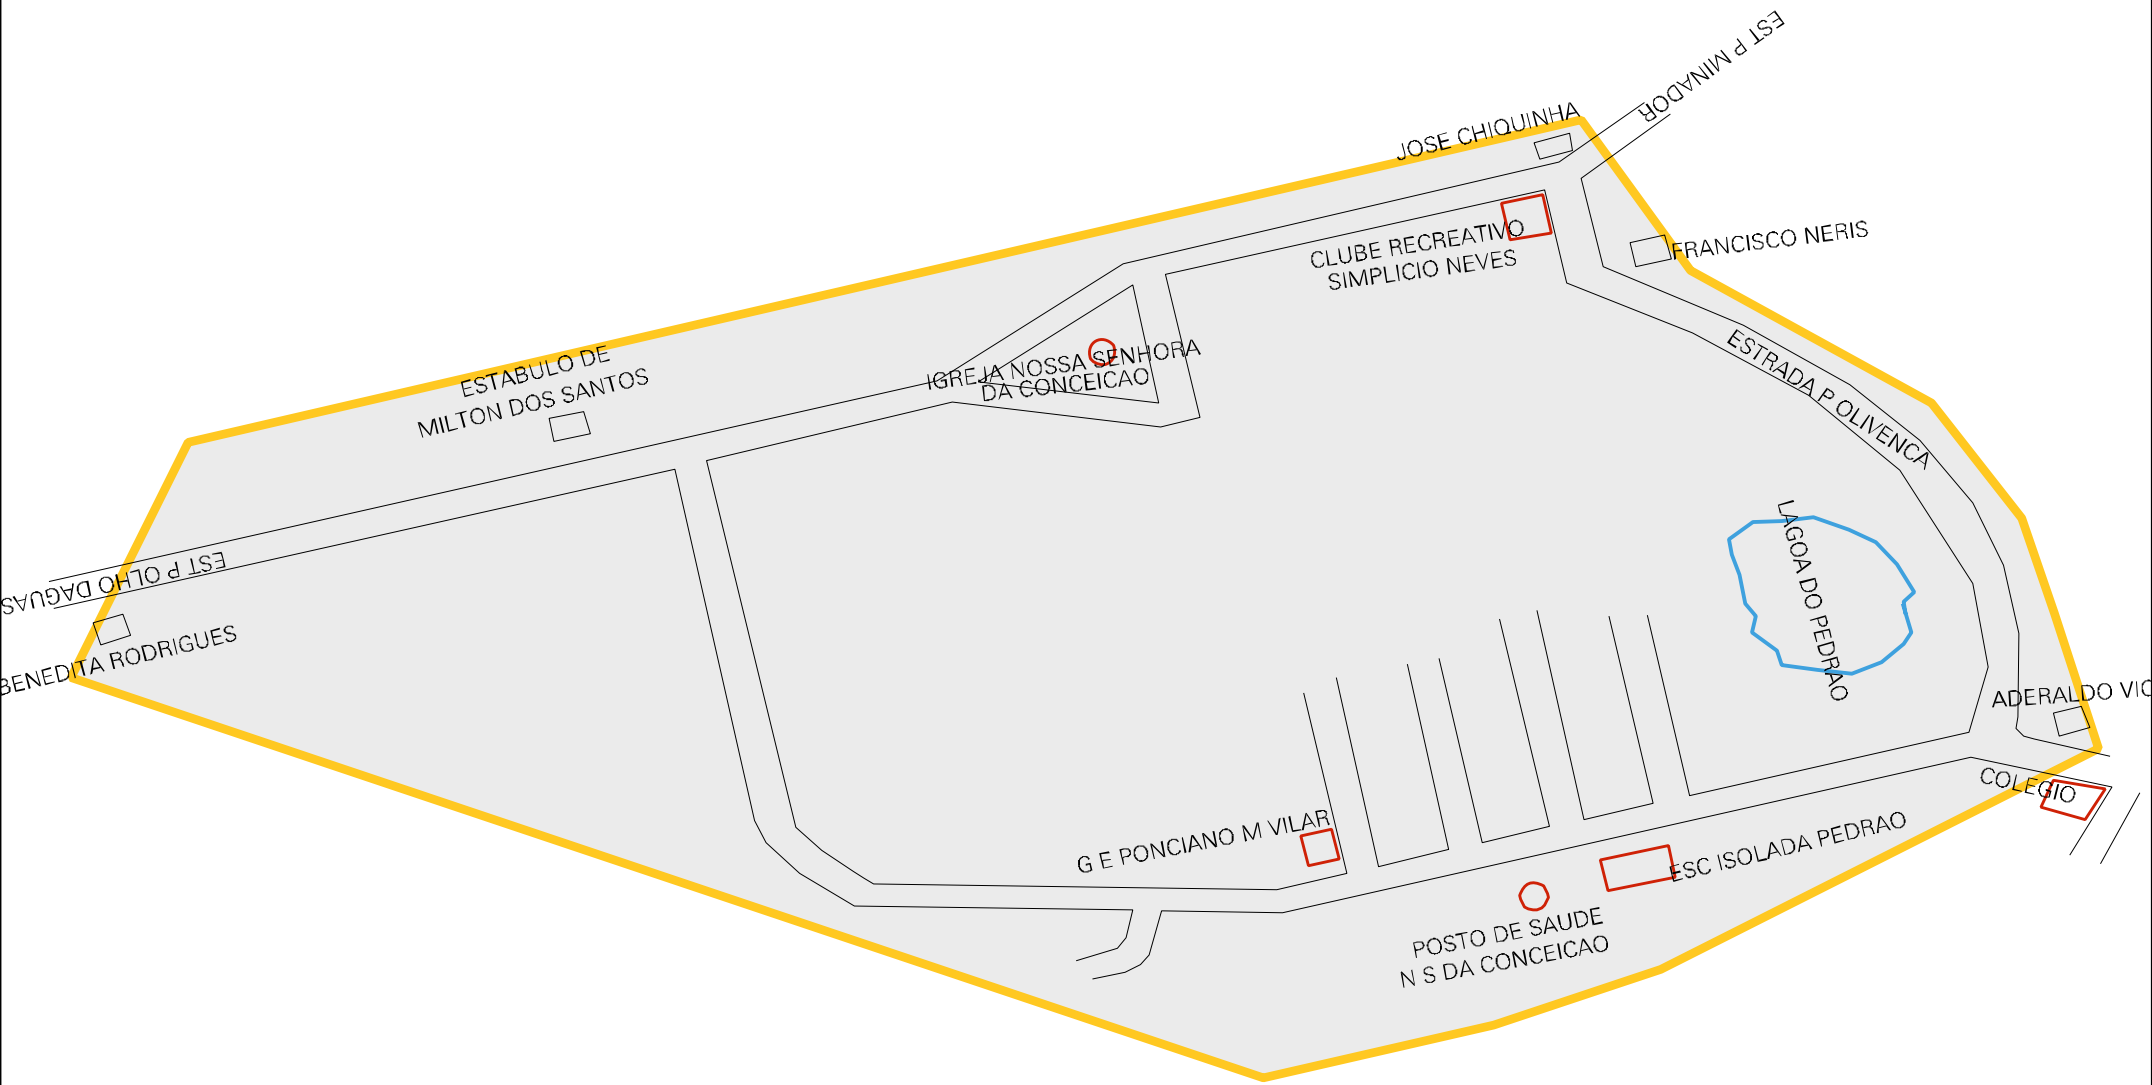 EST P MINADOR
JOSE CHIQUINHA
FRANCISCO NERIS
CLUBE RECREATIVO
SIMPLICIO NEVES
ESTRADA P OLIVENCA
IGREJA NOSSA SENHORA
DA CONCEICAO
ESTABULO DE
MILTON DOS SANTOS
EST P OLHO DAGUAS
BENEDITA RODRIGUES
LAGOA DO PEDRAO
ADERALDO VIC
COLEGIO
G E PONCIANO M VILAR
ESC ISOLADA PEDRAO
POSTO DE SAUDE
N S DA CONCEICAO